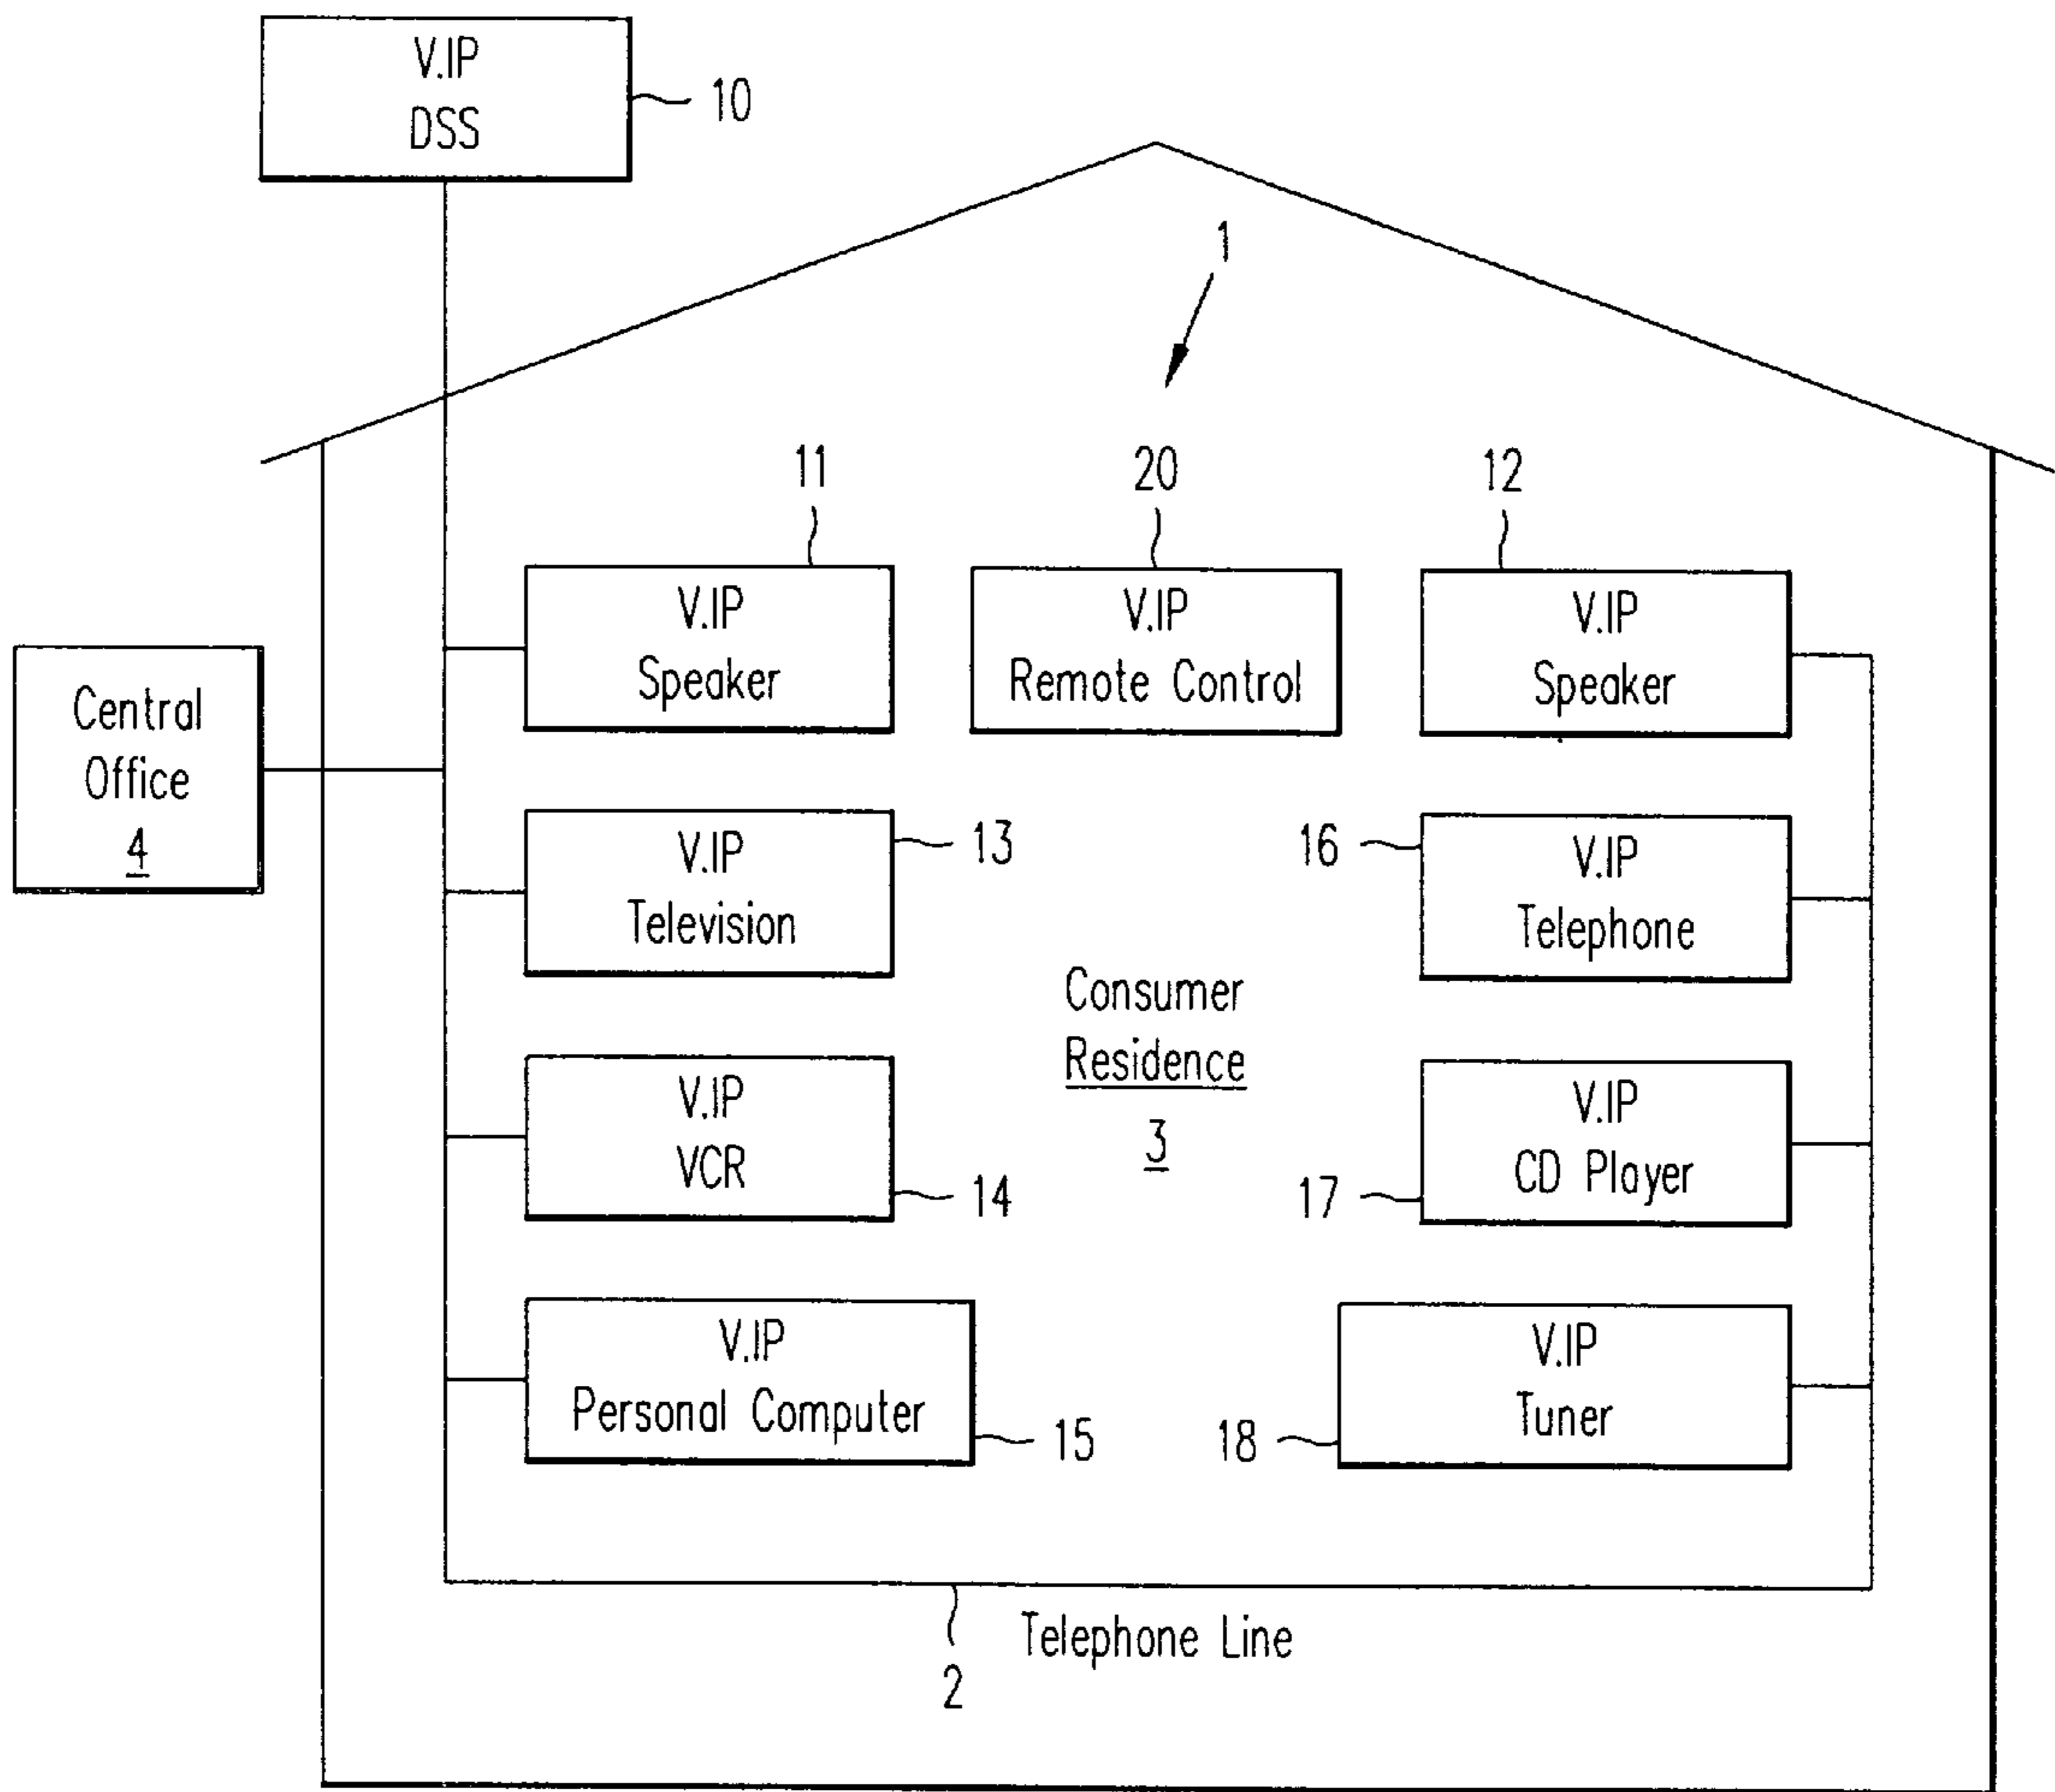 V.IP
DSS
10
1
11
20
12
V.IP
Speaker
V.IP
Remote Control
V.IP
Speaker
Central
Office
4
V.IP
Television
13
16
V.IP
Telephone
Consumer
Residence
3
V.IP
VCR
14
17
V.IP
CD Player
V.IP
Personal Computer
15
18
V.IP
Tuner
2
Telephone Line